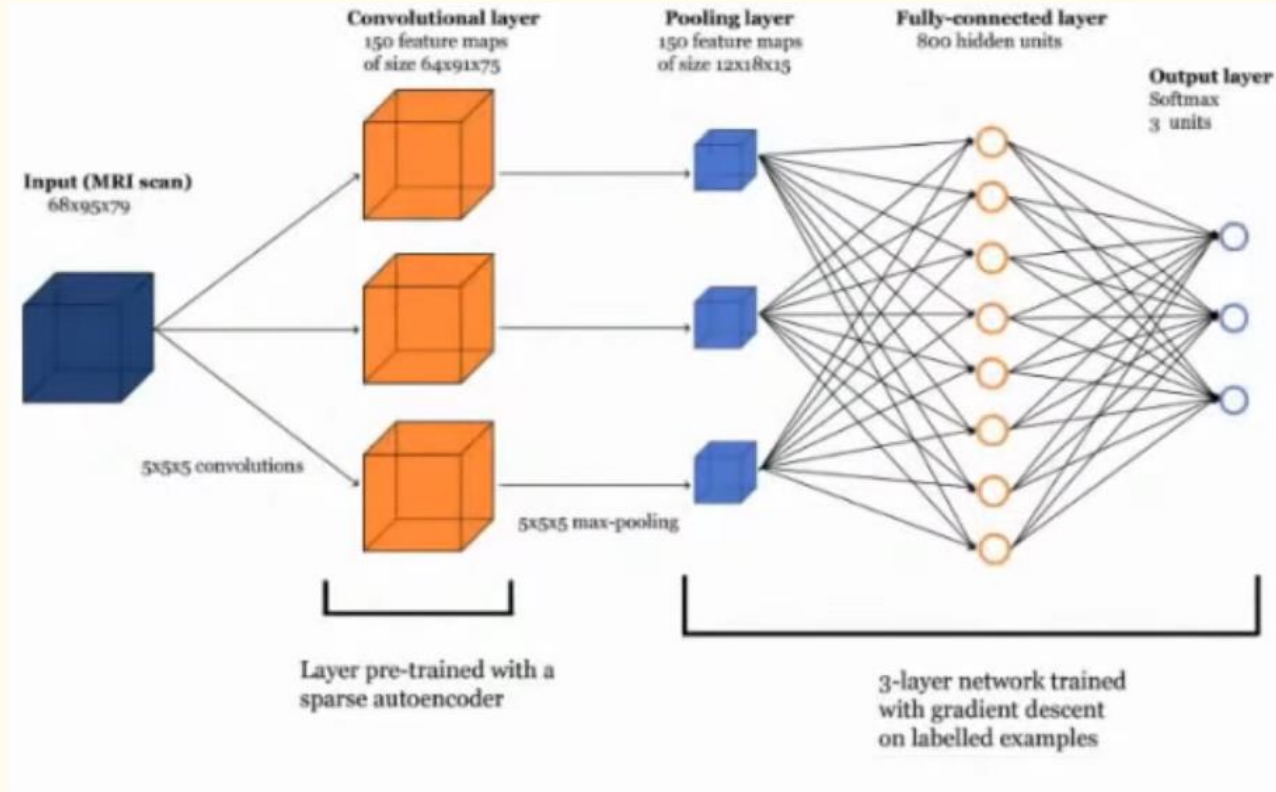 Convolutional layer
150 feature maps
of size 64x91x75
Pooling layer
150 feature maps
of size 12x18x15
Fully-connected layer
800 hidden units
Output layer
Softmax
3 units
Input (MRI scan)
68x95x79
5x5x5 convolutions
5x5x5 max-pooling
Layer pre-trained with a
sparse autoencoder
3-layer network trained
with gradient descent
on labelled examples